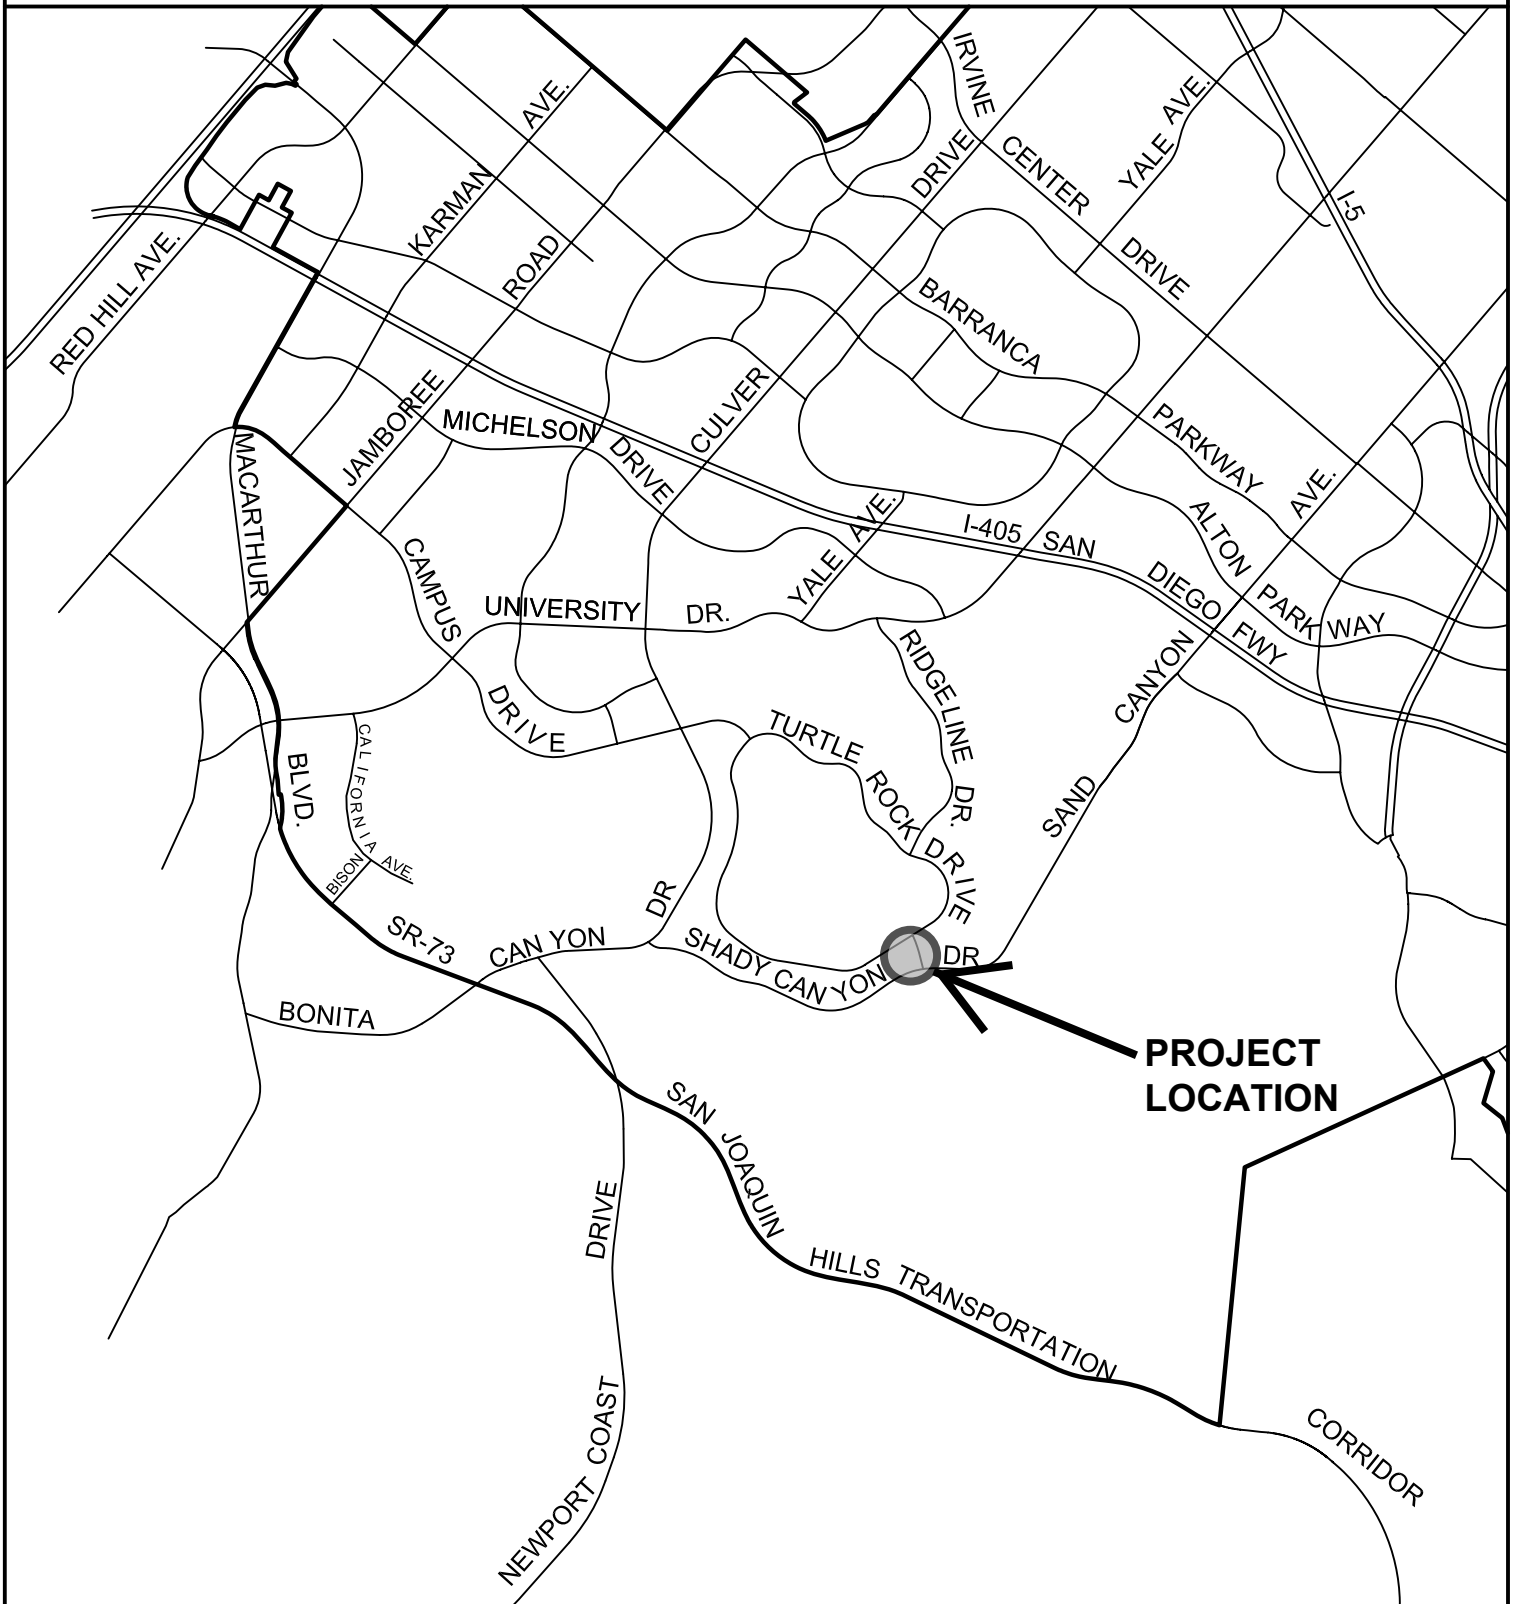 IRVINE
CENTER
DRIVE
YALE AVE.
I-5
KARMAN AVE.
RED HILL AVE.
JAMBOREE ROAD
CULVER DRIVE
BARRANCA
PARKWAY
MICHELSON DRIVE
MACARTHUR
BLVD.
YALE AVE.
I-405 SAN
DIEGO FWY
ALTON
PARK WAY
SAND CANYON AVE.
CAMPUS
DRIVE
UNIVERSITY DR.
RIDGELINE DR.
TURTLE
ROCK
DRIVE
CALIFORNIA AVE.
BISON
SR-73
BONITA
CAN YON
DR
SHADY CAN YON
DR
PROJECT
LOCATION
SAN JOAQUIN
HILLS TRANSPORTATION
CORRIDOR
NEWPORT COAST DRIVE